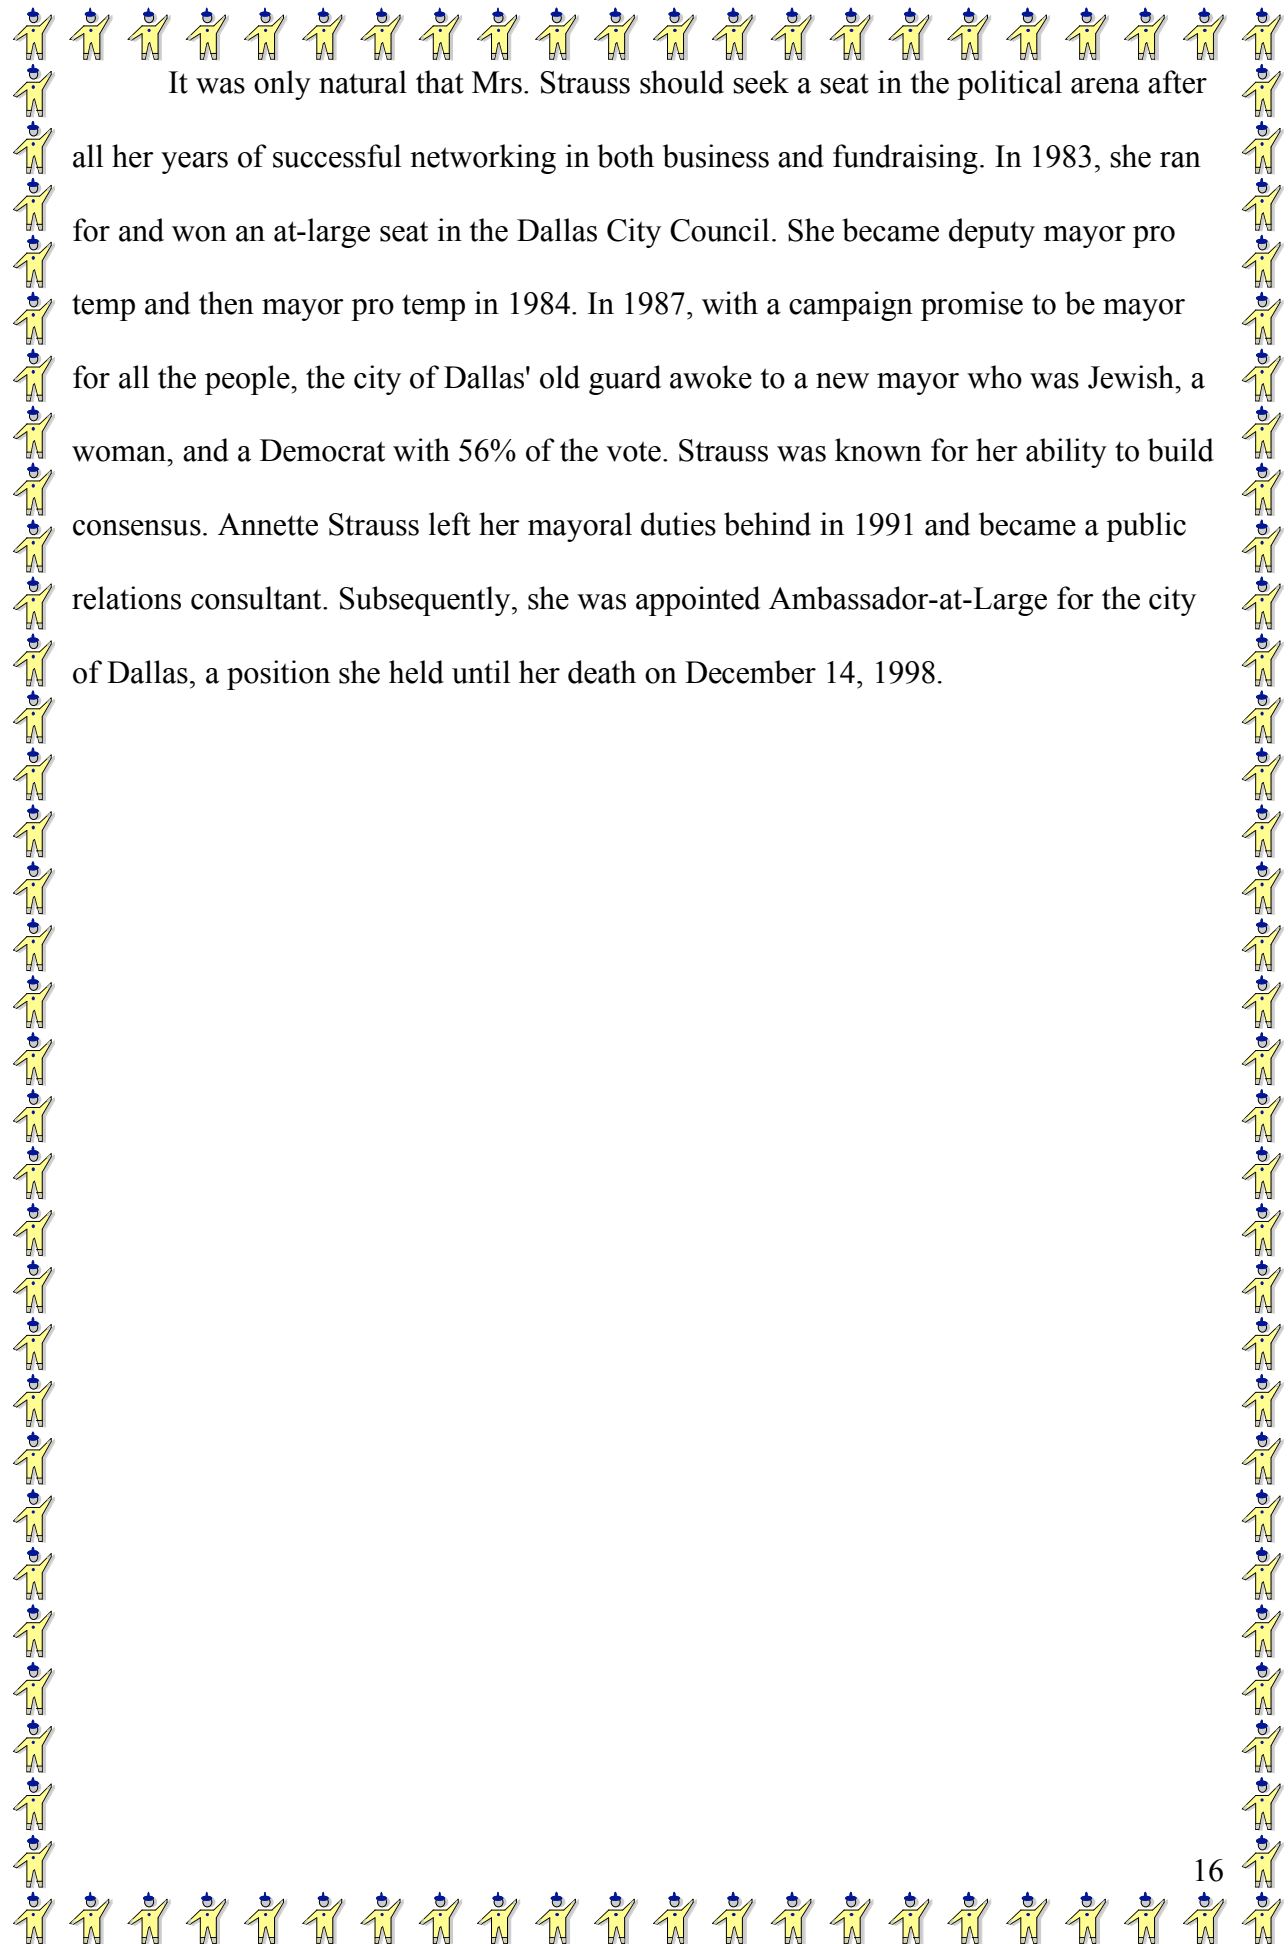 It was only natural that Mrs. Strauss should seek a seat in the political arena after
all her years of successful networking in both business and fundraising. In 1983, she ran
for and won an at-large seat in the Dallas City Council. She became deputy mayor pro
temp and then mayor pro temp in 1984. In 1987, with a campaign promise to be mayor
for all the people, the city of Dallas' old guard awoke to a new mayor who was Jewish, a
woman, and a Democrat with 56% of the vote. Strauss was known for her ability to build
consensus. Annette Strauss left her mayoral duties behind in 1991 and became a public
relations consultant. Subsequently, she was appointed Ambassador-at-Large for the city
of Dallas, a position she held until her death on December 14, 1998.
16